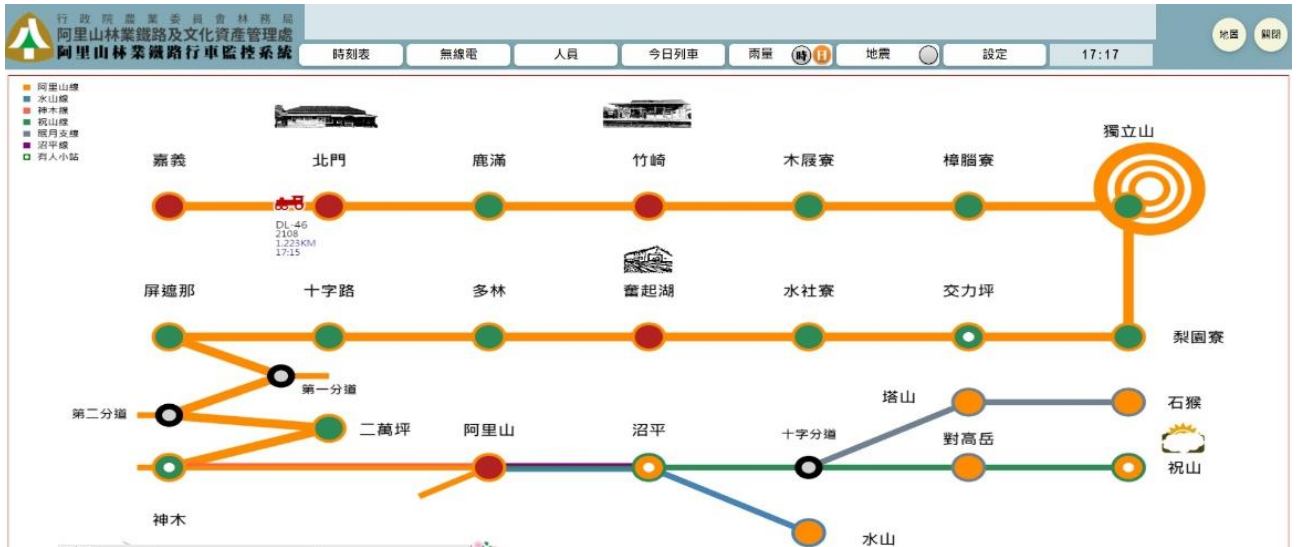 行政院農業委員會林務局
阿里山林業鐵路及文化資產管理處
阿里山林業鐵路行車監控系統
時刻表 無線電 人員 今日列車 雨量 時 日 地震 設定 17:17
地圖 關閉
阿里山線
水山線
神木線
祝山線
眠月支線
沼平線
有人小站
獨立山
嘉義 北門 鹿滿 竹崎 木屐寮 樟腦寮
DL-46
2108
1.223KM
17:15
屏遮那 十字路 多林 奮起湖 水社寮 交力坪
梨園寮
第一分道
第二分道
塔山
石猴
二萬坪 阿里山 沼平 十字分道 對高岳
祝山
神木
水山